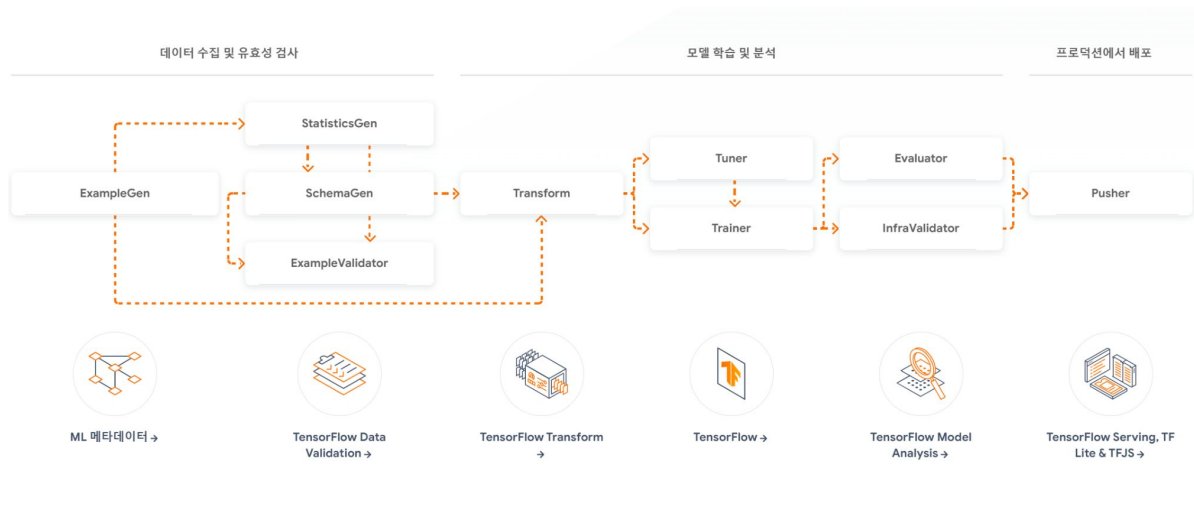 데이터 수집 및 유효성 검사
모델 학습 및 분석
프로덕션에서 배포
StatisticsGen
ExampleGen
SchemaGen
ExampleValidator
Transform
Tuner
Trainer
Evaluator
InfraValidator
Pusher
ML 메타데이터 →
TensorFlow Data
Validation →
TensorFlow Transform
→
TensorFlow →
TensorFlow Model
Analysis →
TensorFlow Serving, TF
Lite & TFJS →